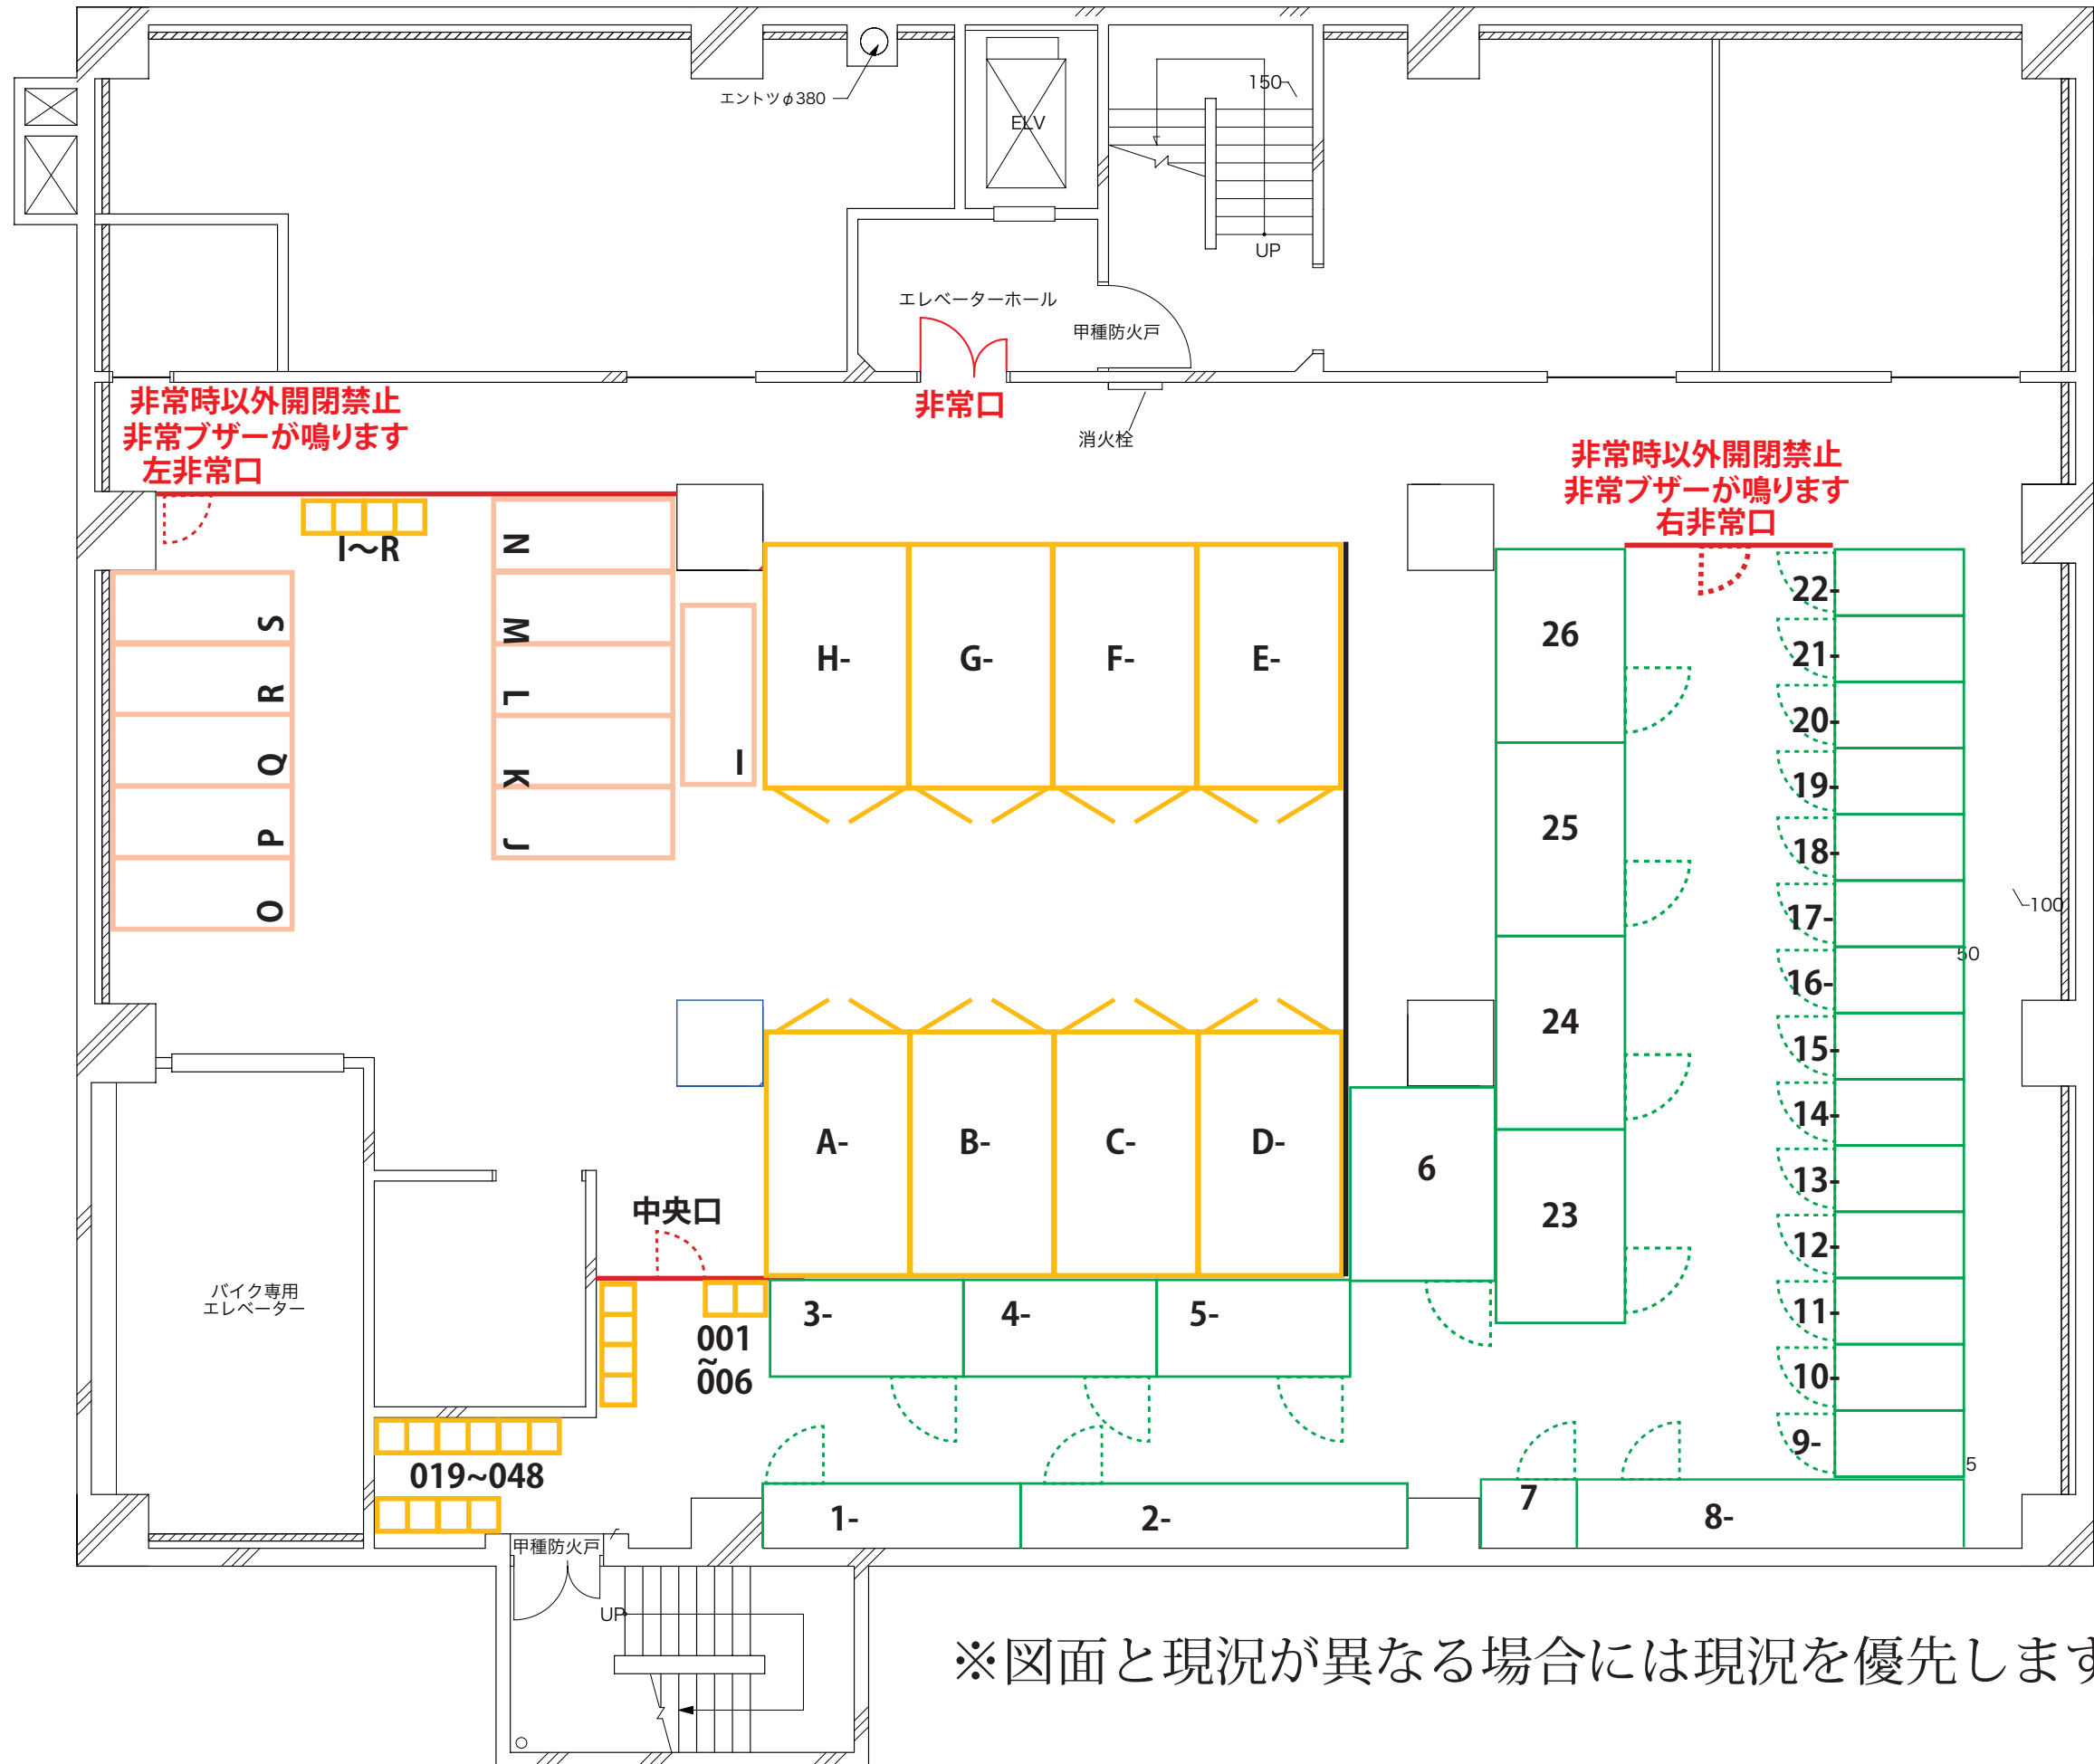 エントツφ380
ELV
150
UP
エレベーターホール
甲種防火戸
非常時以外開閉禁止
非常ブザーが鳴ります
左非常口
非常口
消火栓
非常時以外開閉禁止
非常ブザーが鳴ります
右非常口
I〜R
N
M
L
K
J
I
S
R
Q
P
O
H-
G-
F-
E-
26
25
24
23
22-
21-
20-
19-
18-
17-
16-
15-
14-
13-
12-
11-
10-
9-
100
50
5
A-
B-
C-
D-
6
中央口
バイク専用
エレベーター
001
~
006
3-
4-
5-
019~048
1-
2-
7
8-
甲種防火戸
UP
※図面と現況が異なる場合には現況を優先します